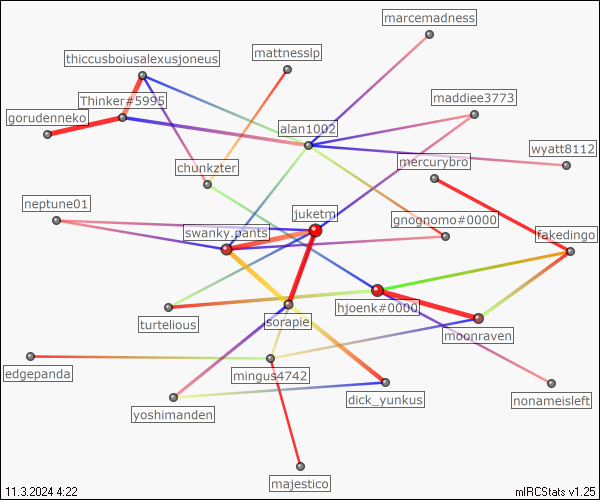 marcemadness
thiccusboiusalexusjoneus
mattnesslp
Thinker#5995
maddiee3773
gorudenneko
alan1002
wyatt8112
chunkzter
mercurybro
neptune01
juketm
gnognomo#0000
swanky.pants
fakedingo
turtelious
sorapie
hjoenk#0000
moonraven
edgepanda
mingus4742
dick_yunkus
nonameisleft
yoshimanden
majestico
11.3.2024 4:22
mIRCStats v1.25